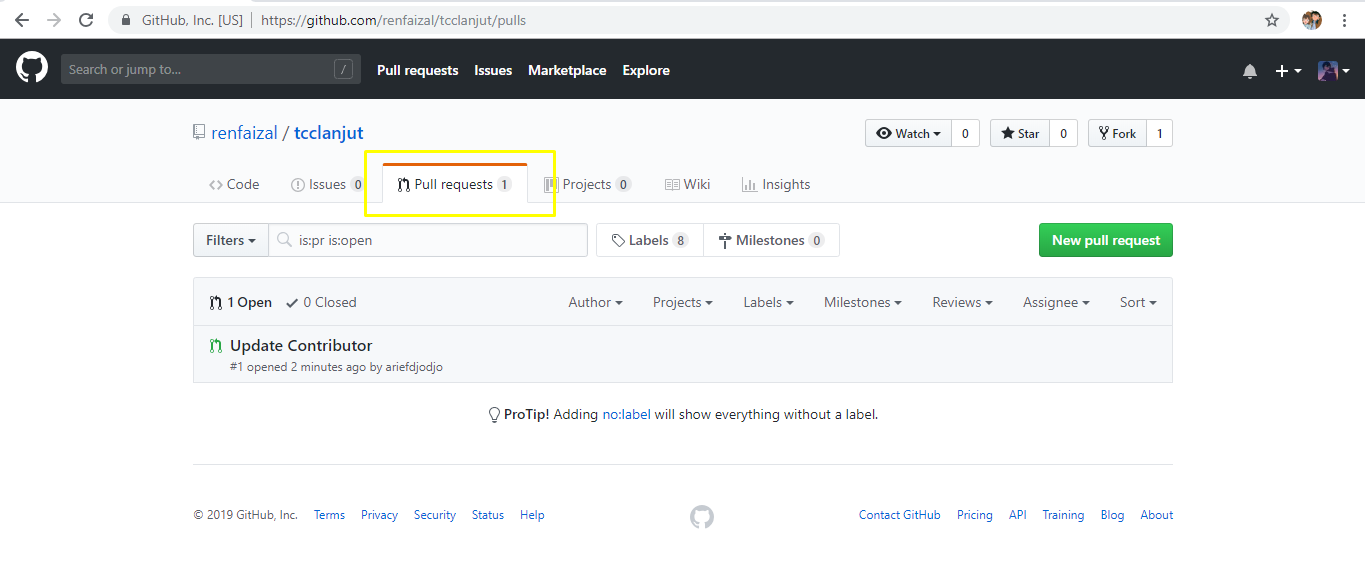 GitHub, Inc. [US] | https://github.com/renfaizal/tcclanjut/pulls
Search or jump to... / Pull requests Issues Marketplace Explore
renfaizal / tcclanjut Watch 0 Star 0 Fork 1
Code Issues 0 Pull requests 1 Projects 0 Wiki Insights
Filters is:pr is:open Labels 8 Milestones 0 New pull request
1 Open 0 Closed Author Projects Labels Milestones Reviews Assignee Sort
Update Contributor
#1 opened 2 minutes ago by ariefdjodjo
ProTip! Adding no:label will show everything without a label.
© 2019 GitHub, Inc. Terms Privacy Security Status Help Contact GitHub Pricing API Training Blog About